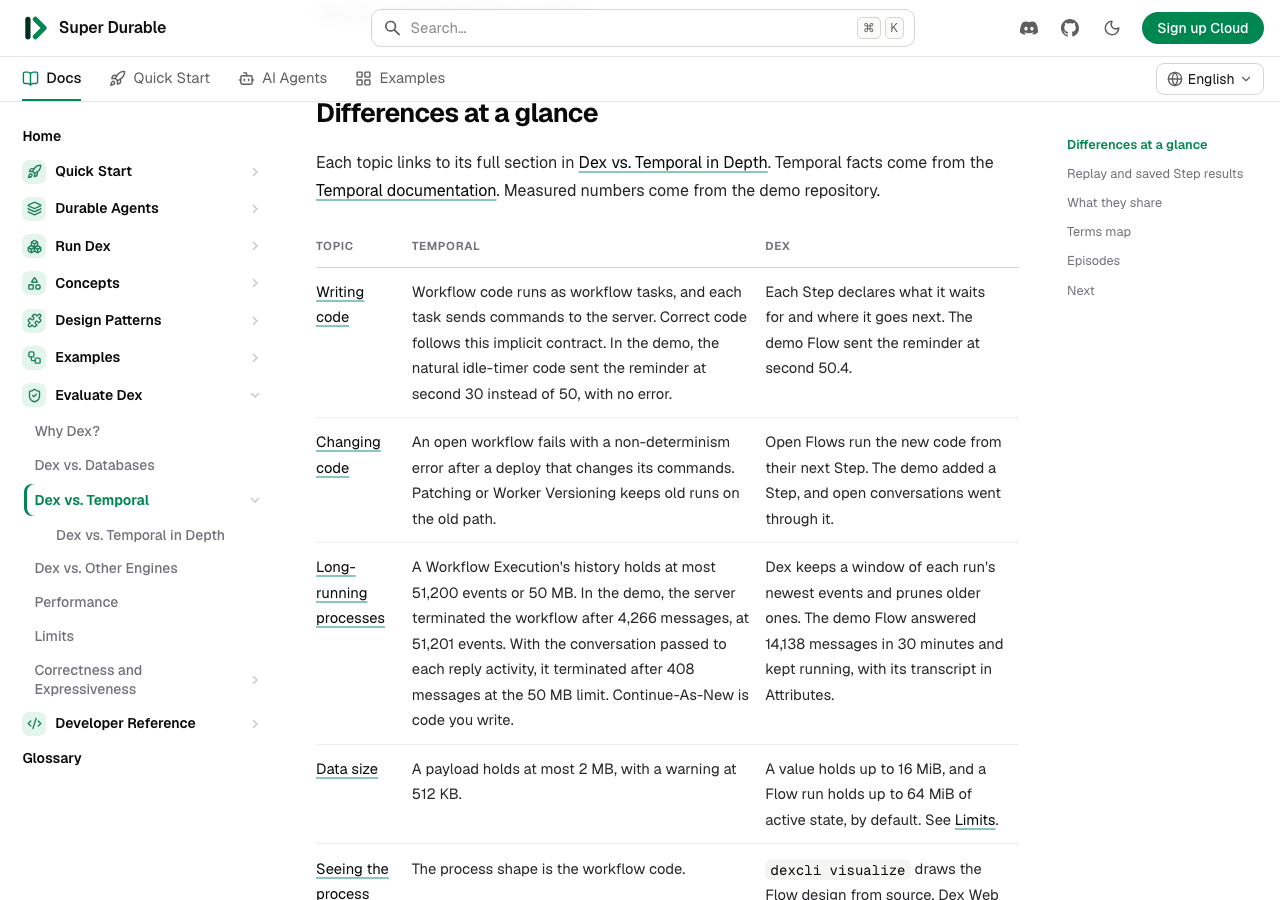 Super Durable
Search...
⌘ K
Sign up Cloud
Docs
Quick Start
AI Agents
Examples
English
Home
Quick Start
Durable Agents
Run Dex
Concepts
Design Patterns
Examples
Evaluate Dex
Why Dex?
Dex vs. Databases
Dex vs. Temporal
Dex vs. Temporal in Depth
Dex vs. Other Engines
Performance
Limits
Correctness and
Expressiveness
Developer Reference
Glossary
Differences at a glance
Each topic links to its full section in Dex vs. Temporal in Depth. Temporal facts come from the
Temporal documentation. Measured numbers come from the demo repository.
TOPIC TEMPORAL DEX
Writing
code
Workflow code runs as workflow tasks, and each
task sends commands to the server. Correct code
follows this implicit contract. In the demo, the
natural idle-timer code sent the reminder at
second 30 instead of 50, with no error.
Each Step declares what it waits
for and where it goes next. The
demo Flow sent the reminder at
second 50.4.
Changing
code
An open workflow fails with a non-determinism
error after a deploy that changes its commands.
Patching or Worker Versioning keeps old runs on
the old path.
Open Flows run the new code from
their next Step. The demo added a
Step, and open conversations went
through it.
Long-
running
processes
A Workflow Execution's history holds at most
51,200 events or 50 MB. In the demo, the server
terminated the workflow after 4,266 messages, at
51,201 events. With the conversation passed to
each reply activity, it terminated after 408
messages at the 50 MB limit. Continue-As-New is
code you write.
Dex keeps a window of each run's
newest events and prunes older
ones. The demo Flow answered
14,138 messages in 30 minutes and
kept running, with its transcript in
Attributes.
Data size
A payload holds at most 2 MB, with a warning at
512 KB.
A value holds up to 16 MiB, and a
Flow run holds up to 64 MiB of
active state, by default. See Limits.
Seeing the
process
The process shape is the workflow code.
dexcli visualize draws the
Flow design from source. Dex Web
Differences at a glance
Replay and saved Step results
What they share
Terms map
Episodes
Next